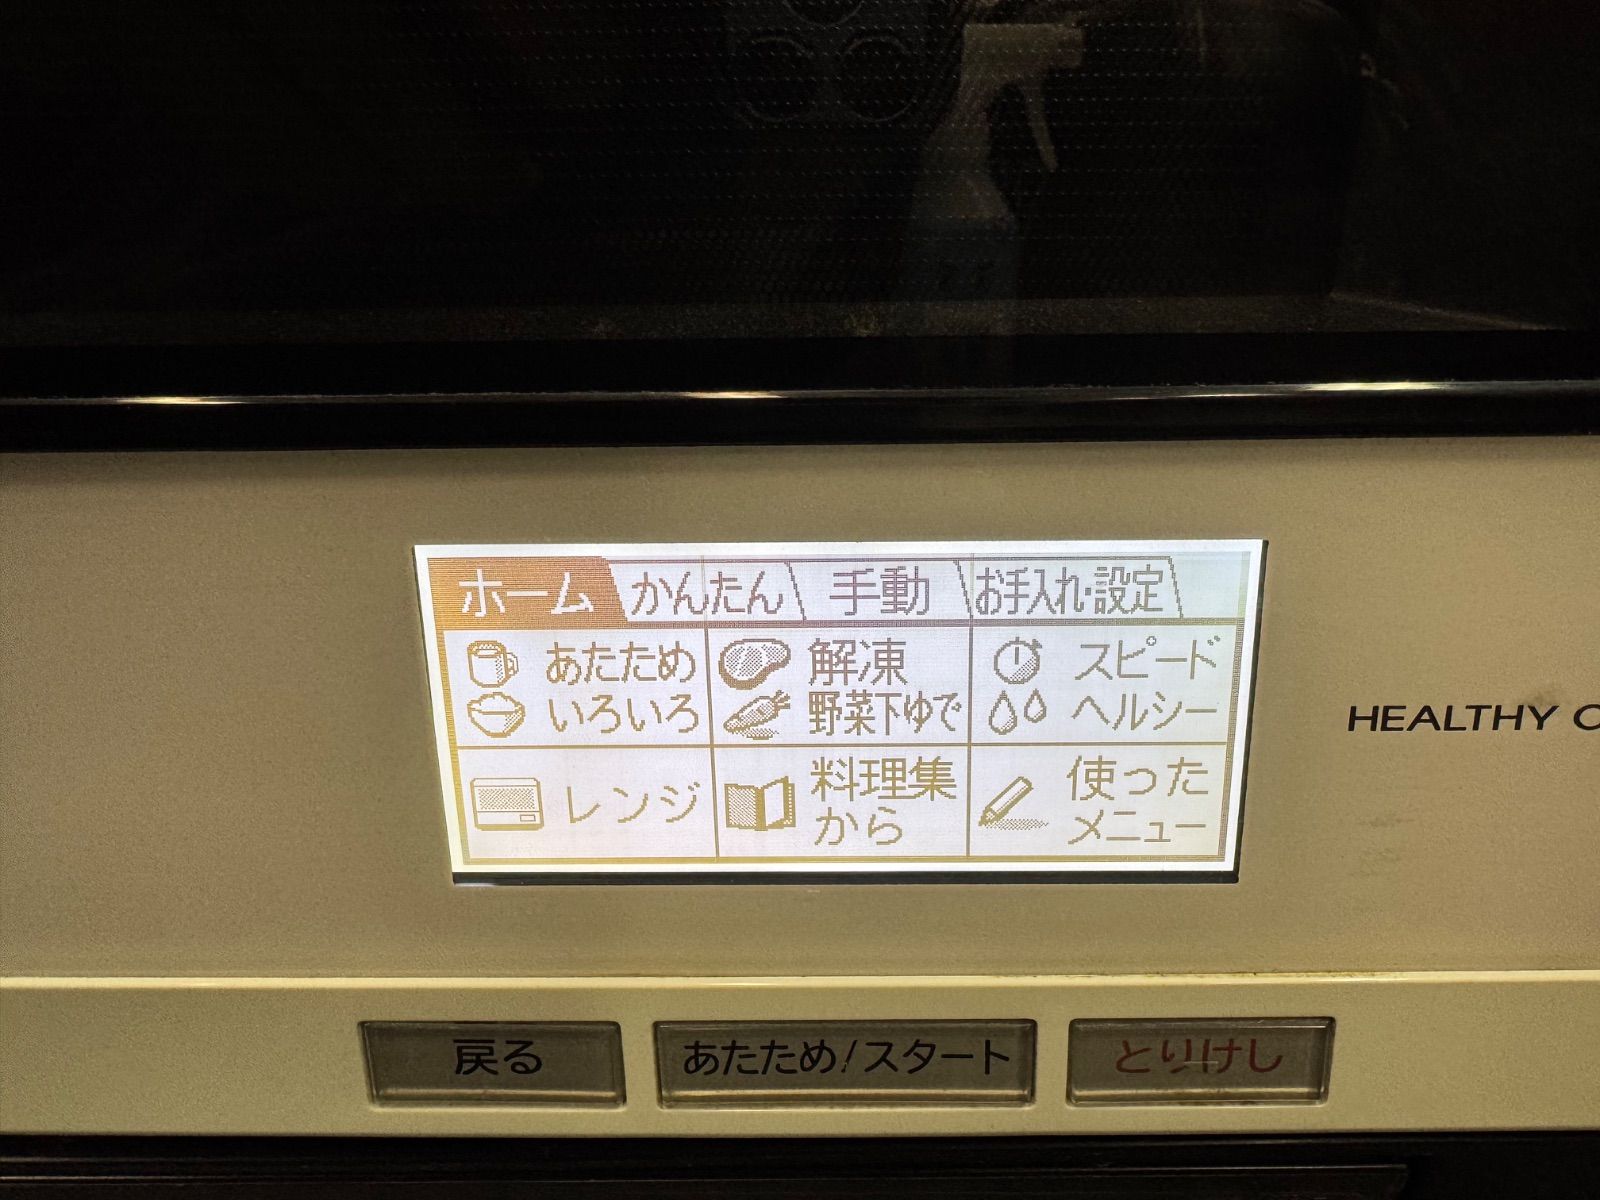 ホーム かんたん 手動 お手入れ・設定
あたため 解凍 スピード
いろいろ 野菜下ゆで ヘルシー
レンジ 料理集 使った
から メニュー
HEALTHY
戻る あたため/スタート とりけし